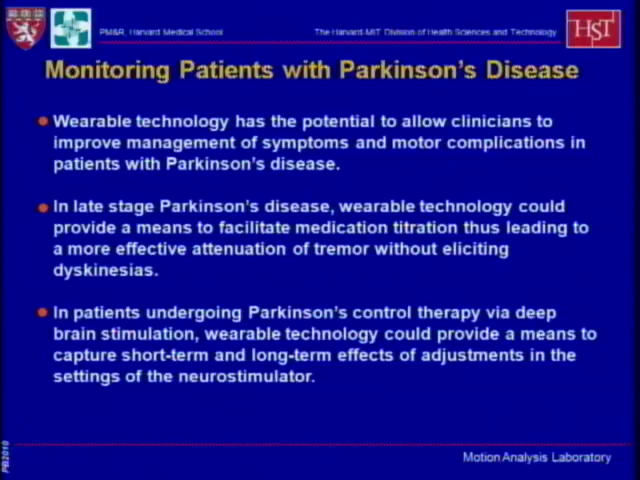 PM&R, Harvard Medical School
The Harvard-MIT Division of Health Sciences and Technology
HST
Monitoring Patients with Parkinson's Disease
Wearable technology has the potential to allow clinicians to
improve management of symptoms and motor complications in
patients with Parkinson's disease.
In late stage Parkinson's disease, wearable technology could
provide a means to facilitate medication titration thus leading to
a more effective attenuation of tremor without eliciting
dyskinesias.
In patients undergoing Parkinson's control therapy via deep
brain stimulation, wearable technology could provide a means to
capture short-term and long-term effects of adjustments in the
settings of the neurostimulator.
PB2010
Motion Analysis Laboratory